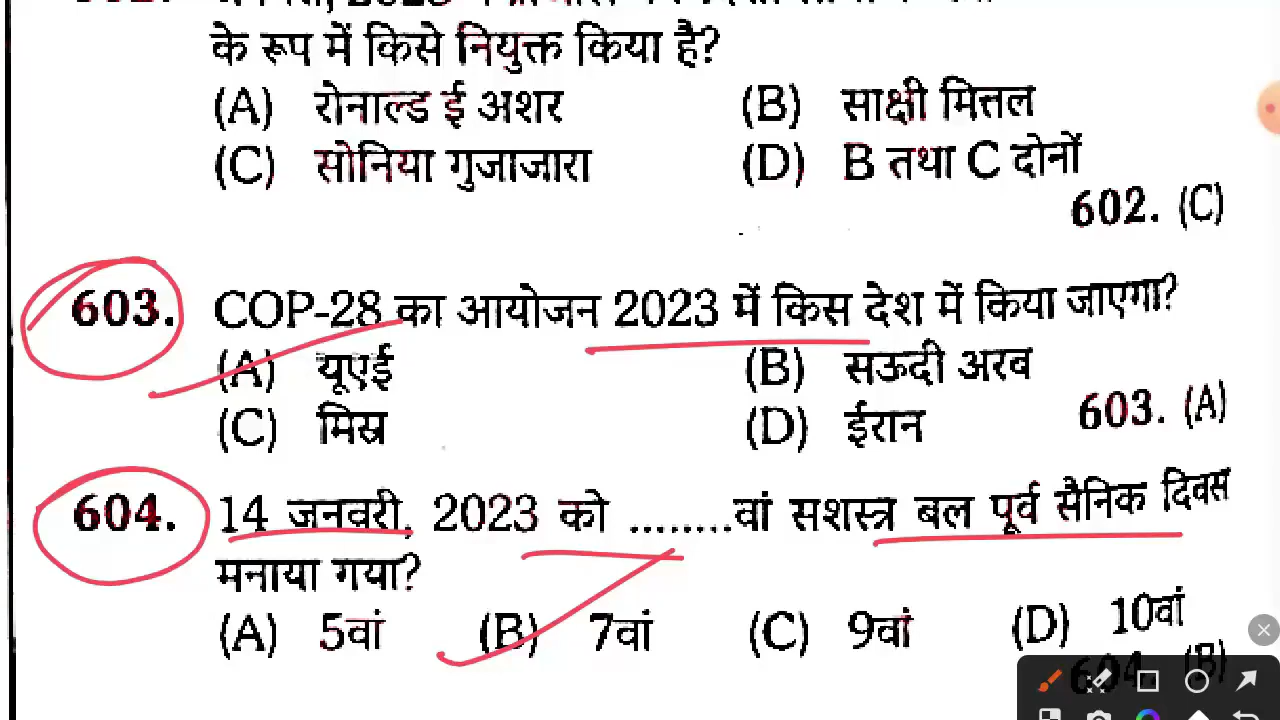 के रूप में किसे नियुक्त किया है?
(A) रोनाल्ड ई अशर (B) साक्षी मित्तल
(C) सोनिया गुजाजारा (D) B तथा C दोनों
602. (C)
603. COP-28 का आयोजन 2023 में किस देश में किया जाएगा?
(A) यूएई (B) सऊदी अरब
(C) मिस्र (D) ईरान
603. (A)
604. 14 जनवरी, 2023 को ........वां सशस्त्र बल पूर्व सैनिक दिवस
मनाया गया?
(A) 5वां (B) 7वां (C) 9वां (D) 10वां
604. (B)